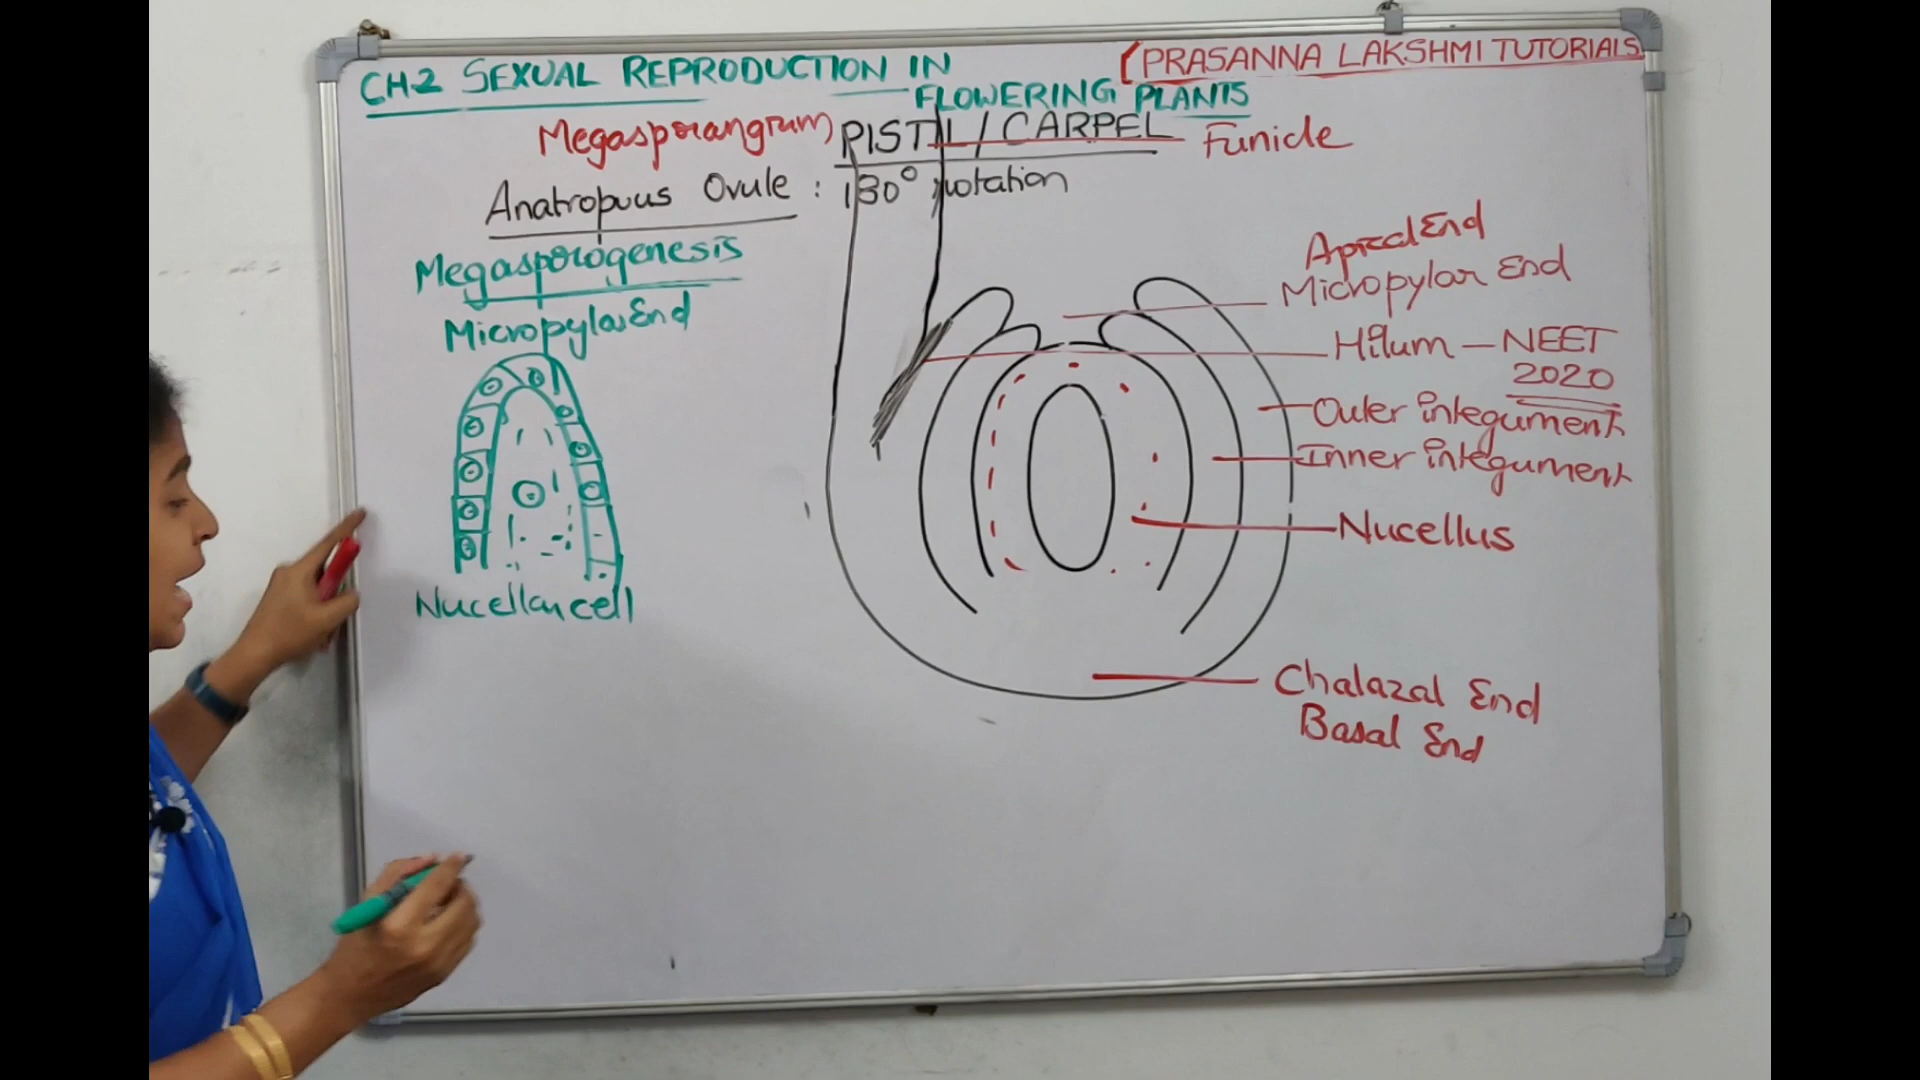 CH-2 SEXUAL REPRODUCTION IN
FLOWERING PLANTS
PRASANNA LAKSHMI TUTORIALS
Megasporangium PISTIL / CARPEL
Funicle
Anatropous Ovule : 180° rotation
Megasporogenesis
Micropylar End
Nucellar cell
Apical End
Micropylar End
Hilum - NEET
2020
Outer integument
Inner integument
Nucellus
Chalazal End
Basal End